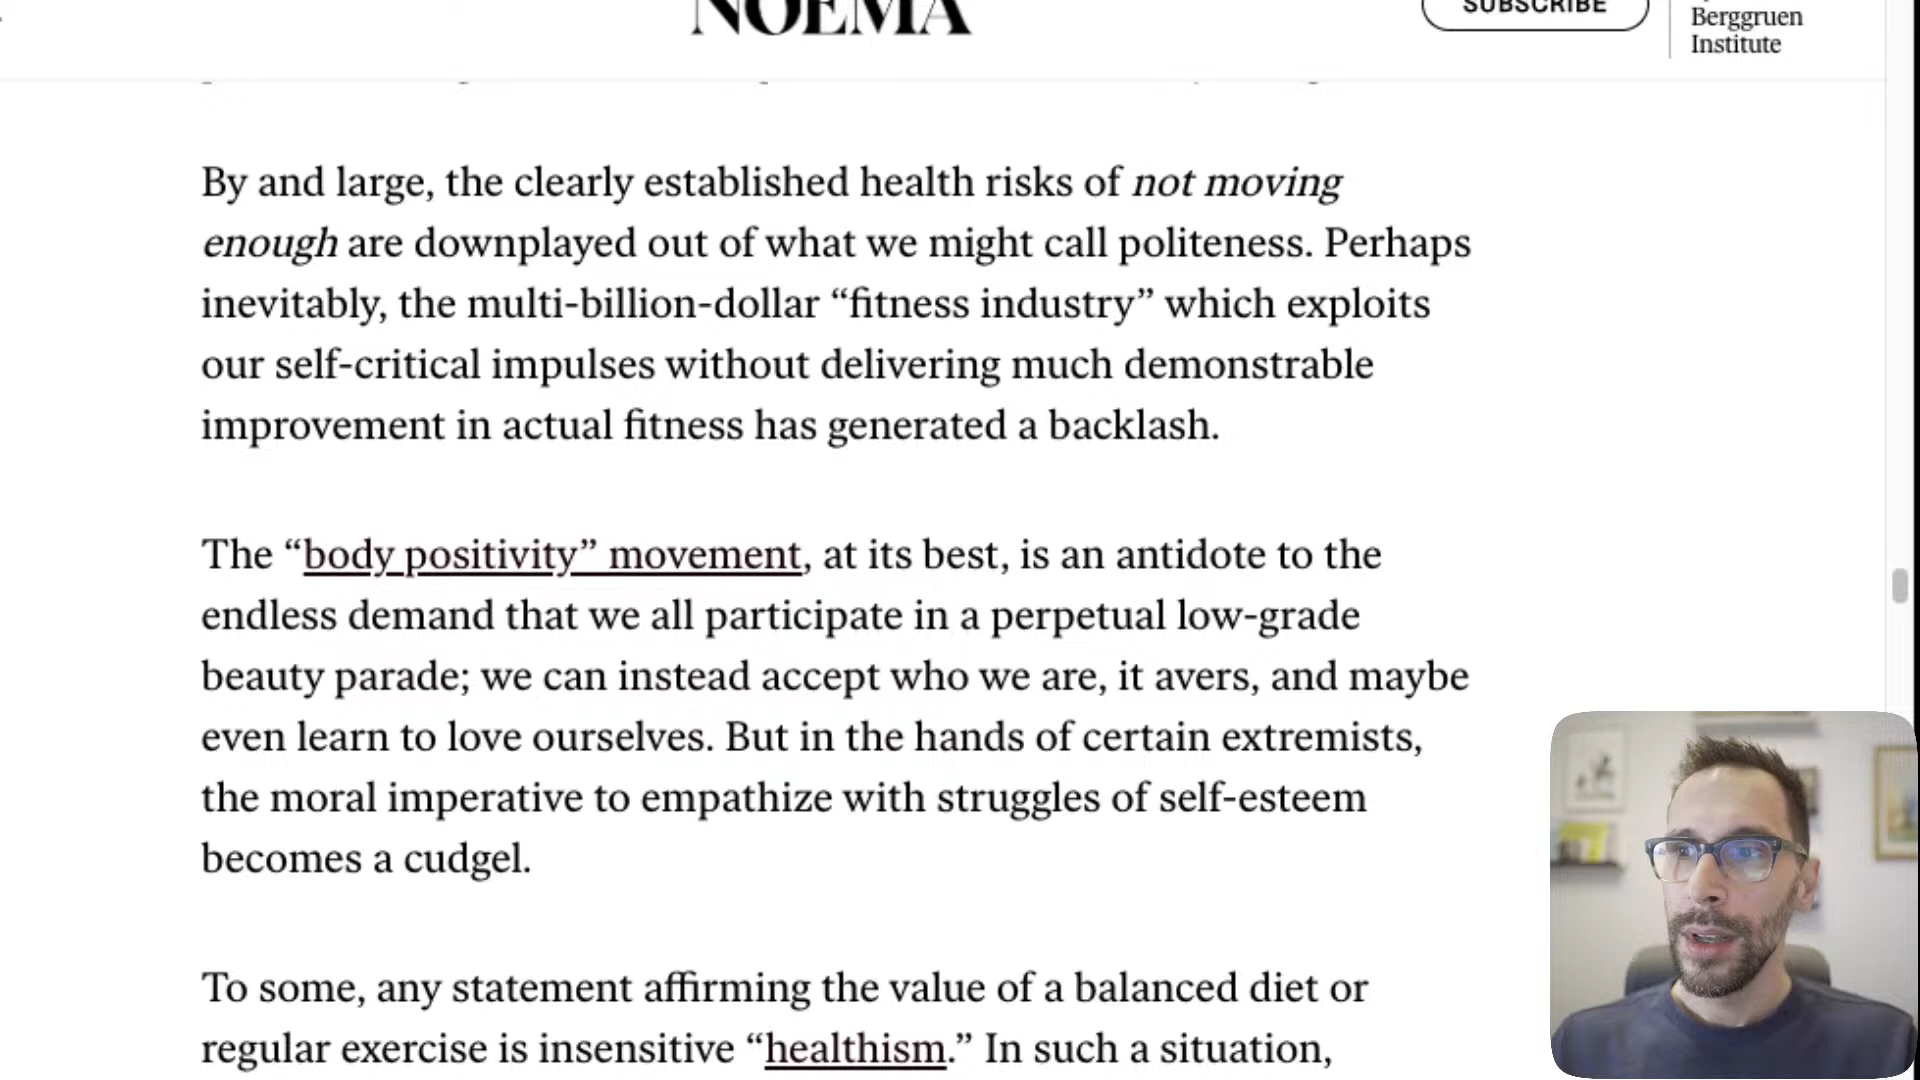 NOEMA
SUBSCRIBE
Berggruen
Institute
By and large, the clearly established health risks of not moving
enough are downplayed out of what we might call politeness. Perhaps
inevitably, the multi-billion-dollar “fitness industry” which exploits
our self-critical impulses without delivering much demonstrable
improvement in actual fitness has generated a backlash.
The “body positivity” movement, at its best, is an antidote to the
endless demand that we all participate in a perpetual low-grade
beauty parade; we can instead accept who we are, it avers, and maybe
even learn to love ourselves. But in the hands of certain extremists,
the moral imperative to empathize with struggles of self-esteem
becomes a cudgel.
To some, any statement affirming the value of a balanced diet or
regular exercise is insensitive “healthism.” In such a situation,